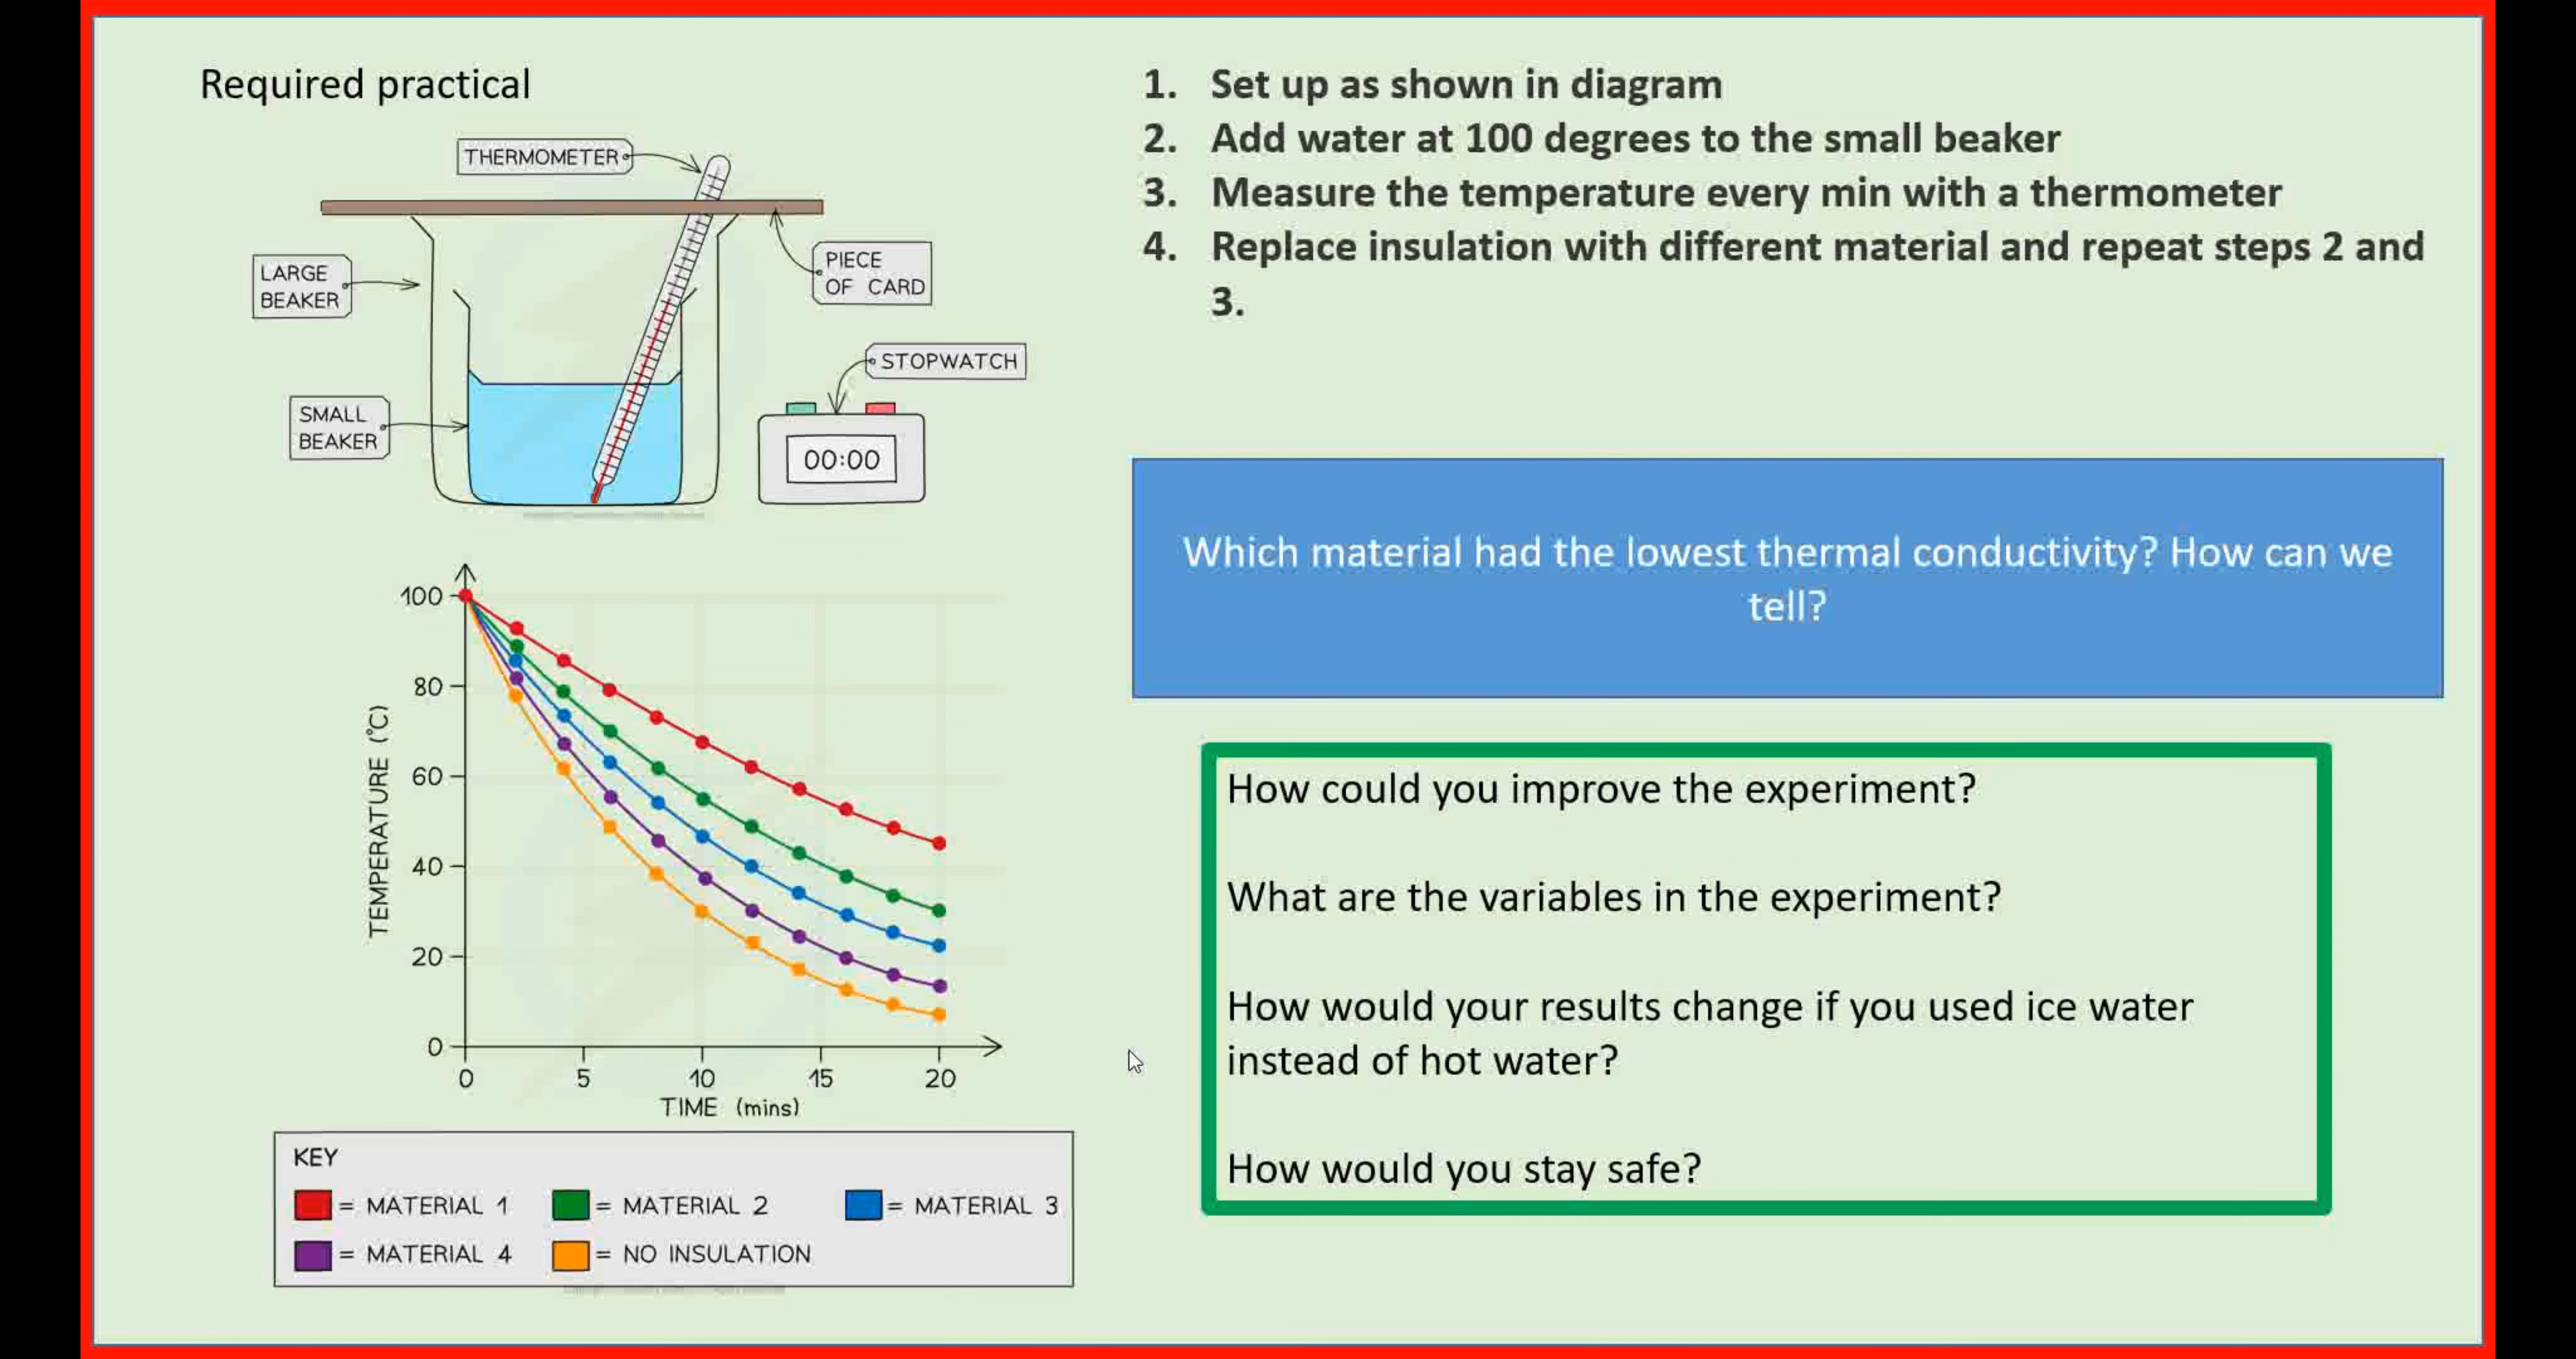 Required practical
THERMOMETER
LARGE
BEAKER
PIECE
OF CARD
STOPWATCH
SMALL
BEAKER
00:00
1. Set up as shown in diagram
2. Add water at 100 degrees to the small beaker
3. Measure the temperature every min with a thermometer
4. Replace insulation with different material and repeat steps 2 and
3.
Which material had the lowest thermal conductivity? How can we
tell?
100
80
60
40
20
0
TEMPERATURE (°C)
0 5 10 15 20
TIME (mins)
KEY
= MATERIAL 1 = MATERIAL 2 = MATERIAL 3
= MATERIAL 4 = NO INSULATION
How could you improve the experiment?
What are the variables in the experiment?
How would your results change if you used ice water
instead of hot water?
How would you stay safe?